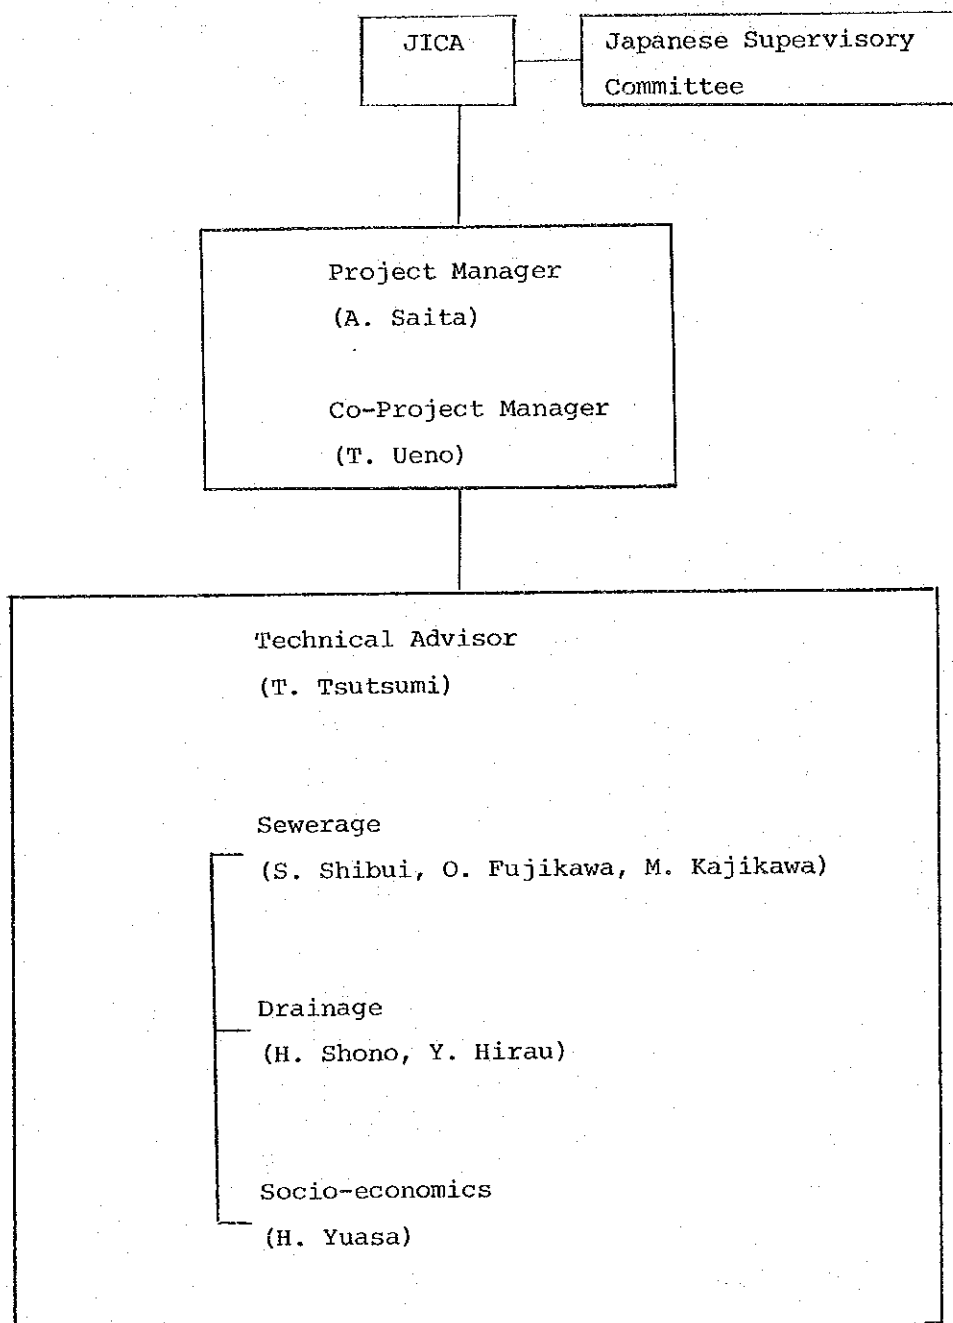 JICA
Japanese Supervisory
Committee
Project Manager
(A. Saita)
Co-Project Manager
(T. Ueno)
Technical Advisor
(T. Tsutsumi)
Sewerage
(S. Shibui, O. Fujikawa, M. Kajikawa)
Drainage
(H. Shono, Y. Hirau)
Socio-economics
(H. Yuasa)